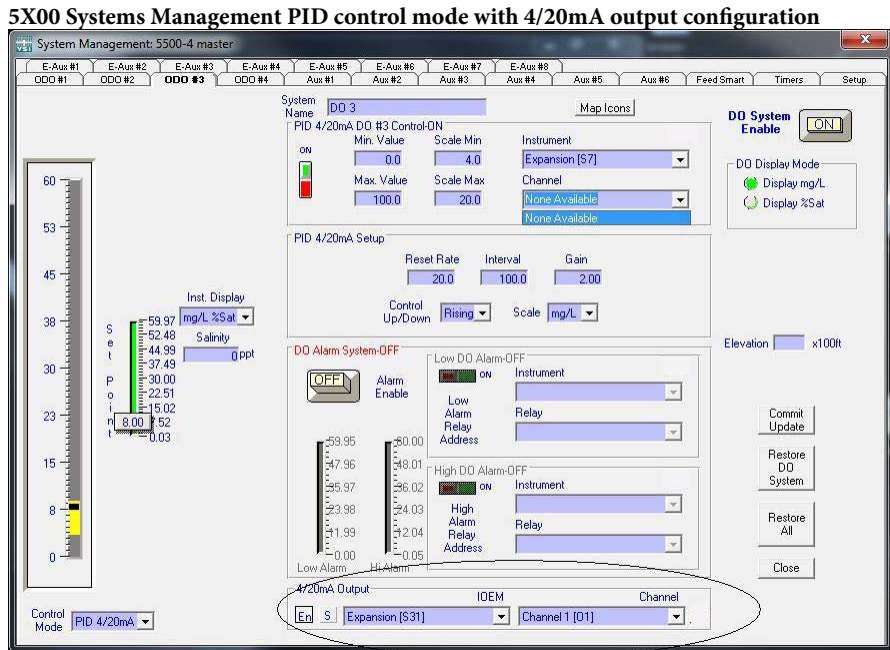 5X00 Systems Management PID control mode with 4/20mA output configuration
System Management: 5500-4 master
E-Aux #1 E-Aux #2 E-Aux #3 E-Aux #4 E-Aux #5 E-Aux #6 E-Aux #7 E-Aux #8
ODO #1 ODO #2 ODO #3 ODO #4 Aux #1 Aux #2 Aux #3 Aux #4 Aux #5 Aux #6 Feed Smart Timers Setup
System Name DO 3
Map Icons
DO System Enable ON
PID 4/20mA DO #3 Control-ON
ON
Min. Value Scale Min Instrument
0.0 4.0 Expansion [S7]
Max. Value Scale Max Channel
100.0 20.0 None Available
None Available
DO Display Mode
Display mg/L
Display %Sat
PID 4/20mA Setup
Reset Rate Interval Gain
20.0 100.0 2.00
Control Up/Down Rising Scale mg/L
60
53
45
38
30
23
15
8
0
Inst. Display
mg/L %Sat
Salinity
0 ppt
Set Point
59.97
52.48
44.99
37.49
30.00
22.51
15.02
7.52
0.03
8.00
Elevation x100ft
DO Alarm System-OFF
OFF Alarm Enable
59.95
47.96
35.97
23.98
11.99
0.00
Low Alarm
60.00
48.01
36.02
24.03
12.04
0.05
Hi Alarm
Low DO Alarm-OFF
ON Instrument
Low Alarm Relay Address
Relay
High DO Alarm-OFF
ON Instrument
High Alarm Relay Address
Relay
Commit Update
Restore DO System
Restore All
Close
4/20mA Output IOEM Channel
En S Expansion [S31] Channel 1 [O1]
Control Mode PID 4/20mA